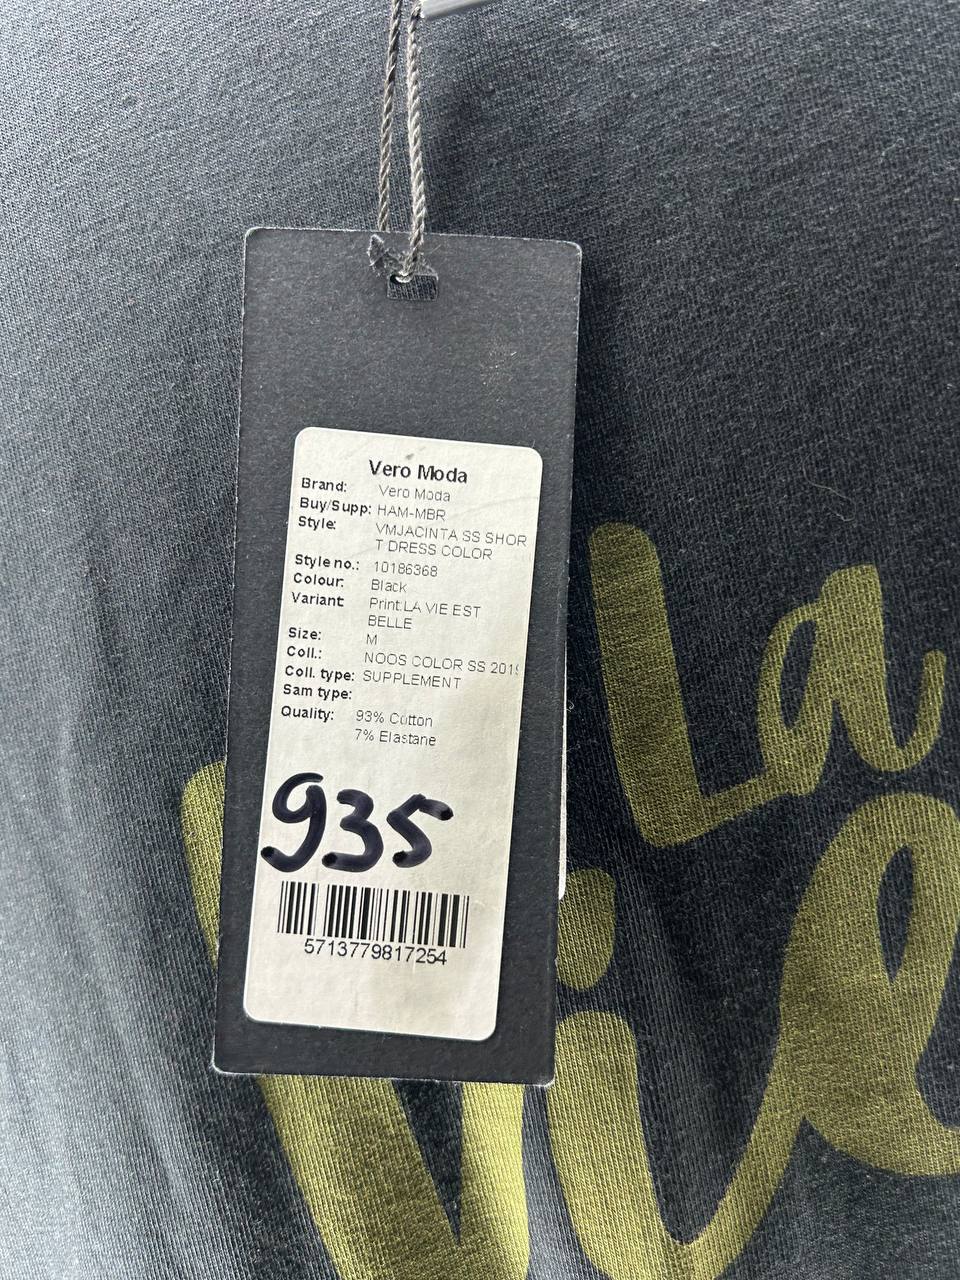 Vero Moda
Brand: Vero Moda
Buy/Supp: HAM-MBR
Style: VMJACINTA SS SHOR
T DRESS COLOR
Style no.: 10186368
Colour: Black
Variant: Print:LA VIE EST
BELLE
Size: M
Coll.: NOOS COLOR SS 2019
Coll. type: SUPPLEMENT
Sam type:
Quality: 93% Cotton
7% Elastane
935
5713779817254
La
Vie